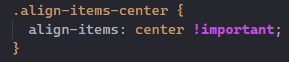 .align-items-center {
  align-items: center !important;
}